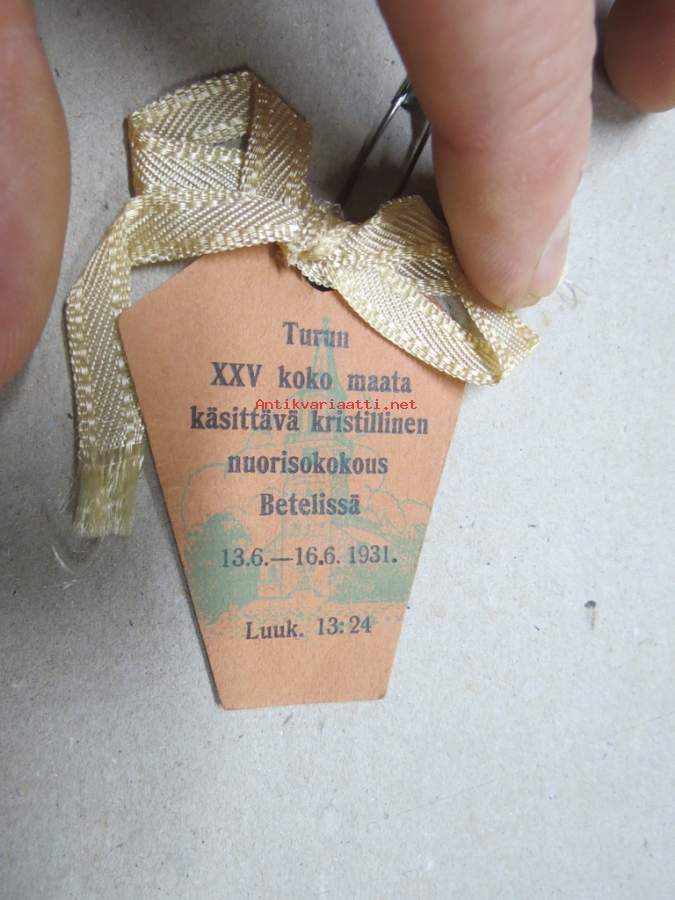 Turun
XXV koko maata
Antikvariaatti.net
käsittävä kristillinen
nuorisokokous
Betelissä
13.6.—16.6. 1931.
Luuk. 13:24